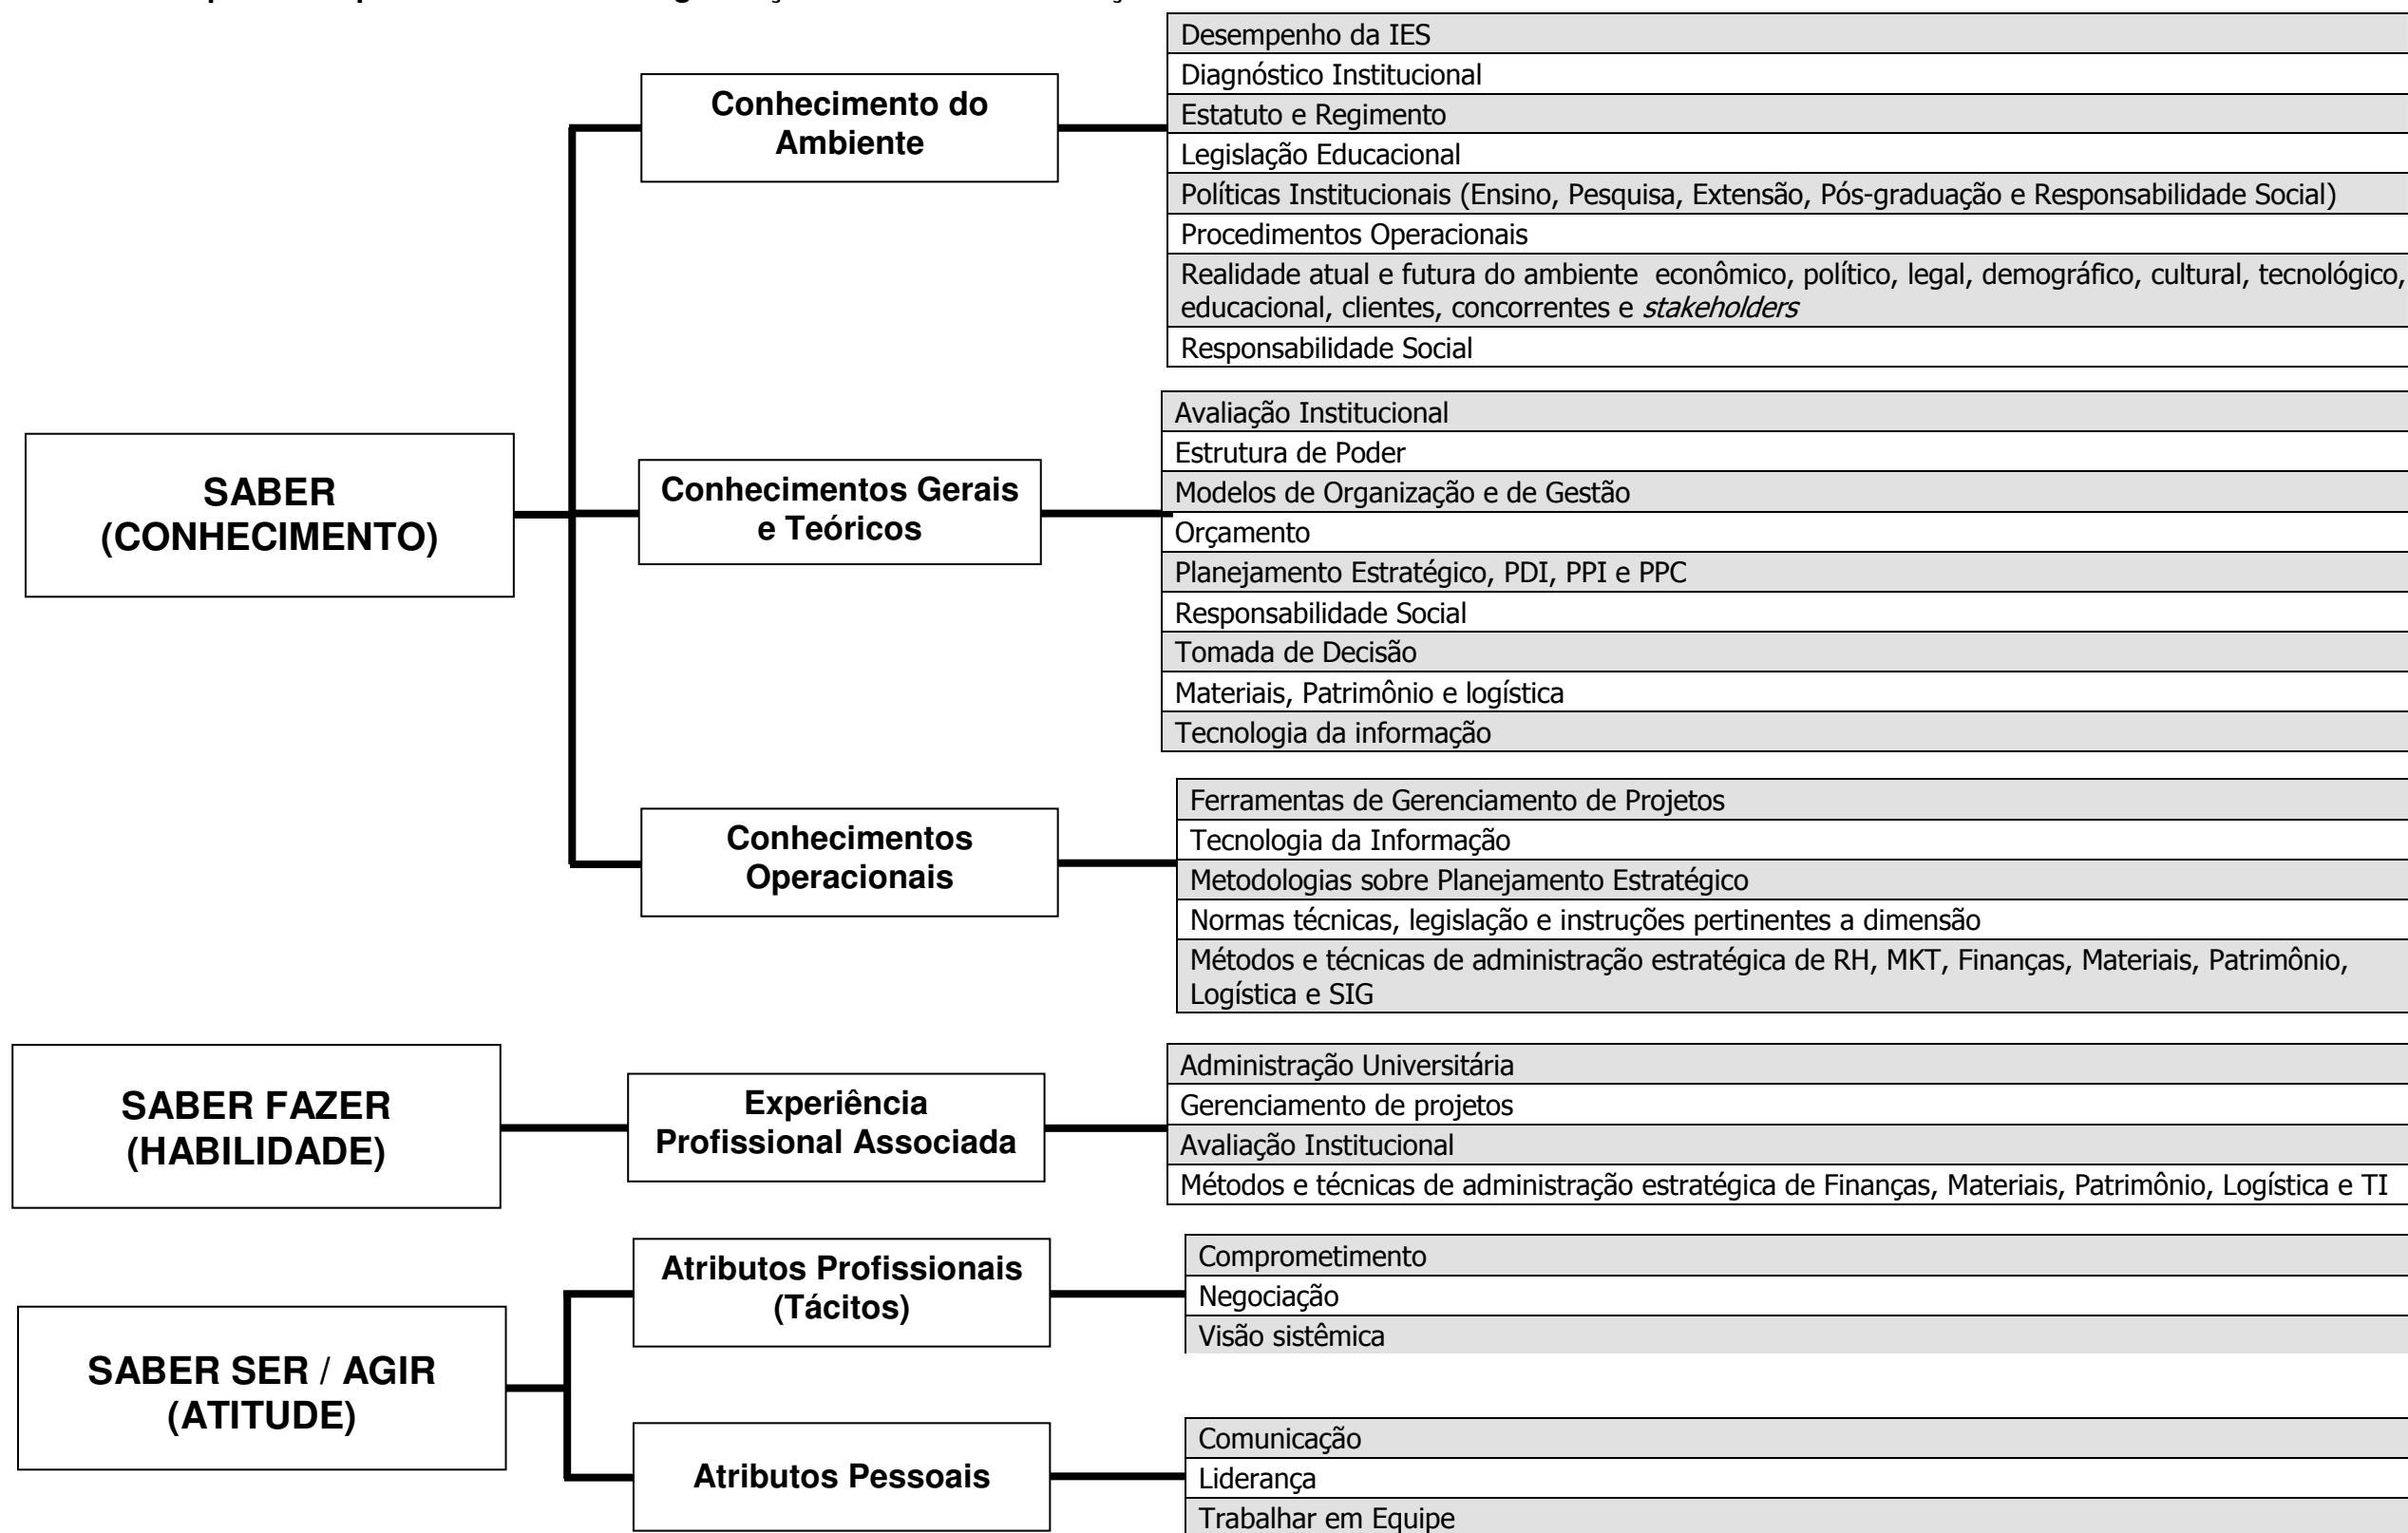 Desempenho da IES
Diagnóstico Institucional
Conhecimento do
Ambiente
Estatuto e Regimento
Legislação Educacional
Políticas Institucionais (Ensino, Pesquisa, Extensão, Pós-graduação e Responsabilidade Social)
Procedimentos Operacionais
Realidade atual e futura do ambiente econômico, político, legal, demográfico, cultural, tecnológico,
educacional, clientes, concorrentes e stakeholders
Responsabilidade Social
SABER
(CONHECIMENTO)
Conhecimentos Gerais
e Teóricos
Avaliação Institucional
Estrutura de Poder
Modelos de Organização e de Gestão
Orçamento
Planejamento Estratégico, PDI, PPI e PPC
Responsabilidade Social
Tomada de Decisão
Materiais, Patrimônio e logística
Tecnologia da informação
Conhecimentos
Operacionais
Ferramentas de Gerenciamento de Projetos
Tecnologia da Informação
Metodologias sobre Planejamento Estratégico
Normas técnicas, legislação e instruções pertinentes a dimensão
Métodos e técnicas de administração estratégica de RH, MKT, Finanças, Materiais, Patrimônio,
Logística e SIG
SABER FAZER
(HABILIDADE)
Experiência
Profissional Associada
Administração Universitária
Gerenciamento de projetos
Avaliação Institucional
Métodos e técnicas de administração estratégica de Finanças, Materiais, Patrimônio, Logística e TI
SABER SER / AGIR
(ATITUDE)
Atributos Profissionais
(Tácitos)
Comprometimento
Negociação
Visão sistêmica
Atributos Pessoais
Comunicação
Liderança
Trabalhar em Equipe